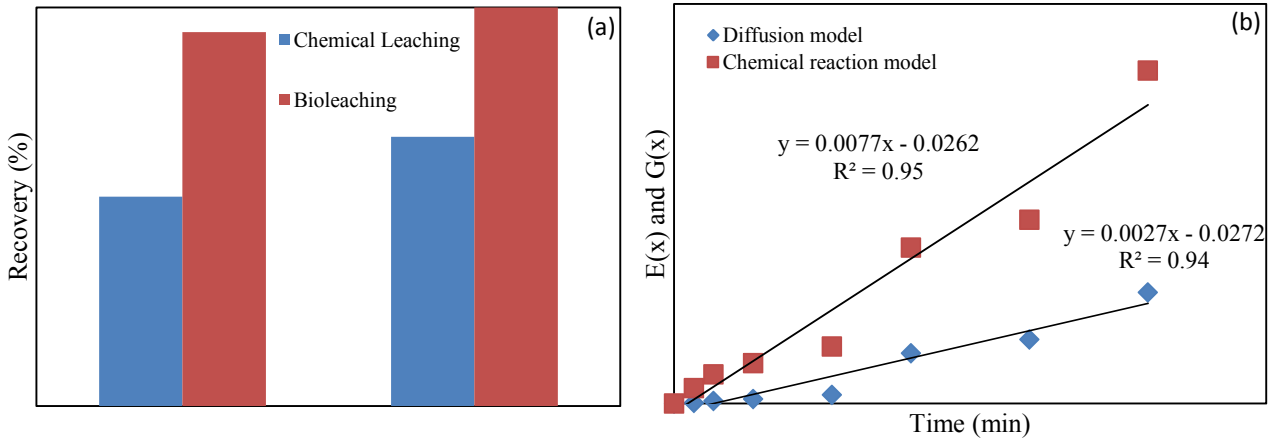 (a)
Chemical Leaching
Bioleaching
Recovery (%)
(b)
Diffusion model
Chemical reaction model
y = 0.0077x - 0.0262
R² = 0.95
y = 0.0027x - 0.0272
R² = 0.94
E(x) and G(x)
Time (min)